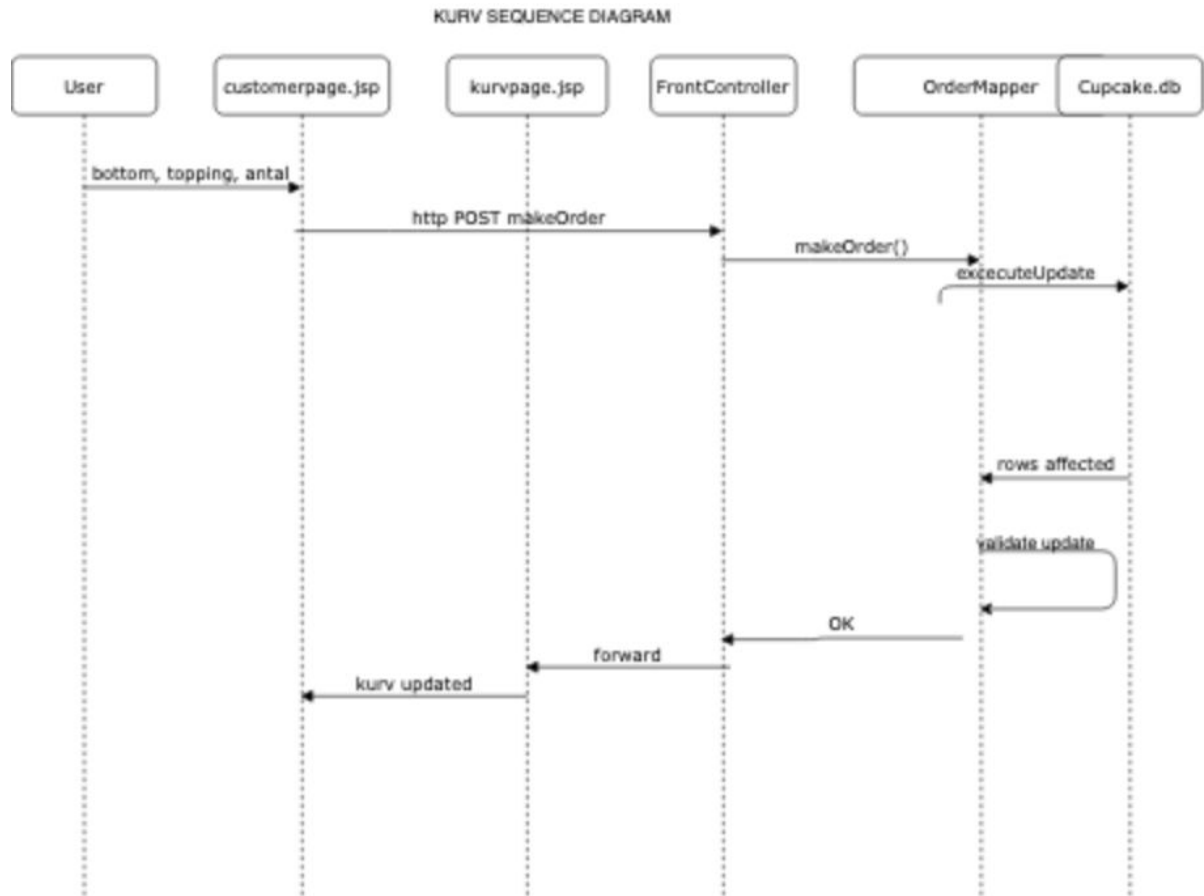 KURV SEQUENCE DIAGRAM
User
customerpage.jsp
kurvpage.jsp
FrontController
OrderMapper
Cupcake.db
bottom, topping, antal
http POST makeOrder
makeOrder()
excecuteUpdate
rows affected
validate update
OK
forward
kurv updated